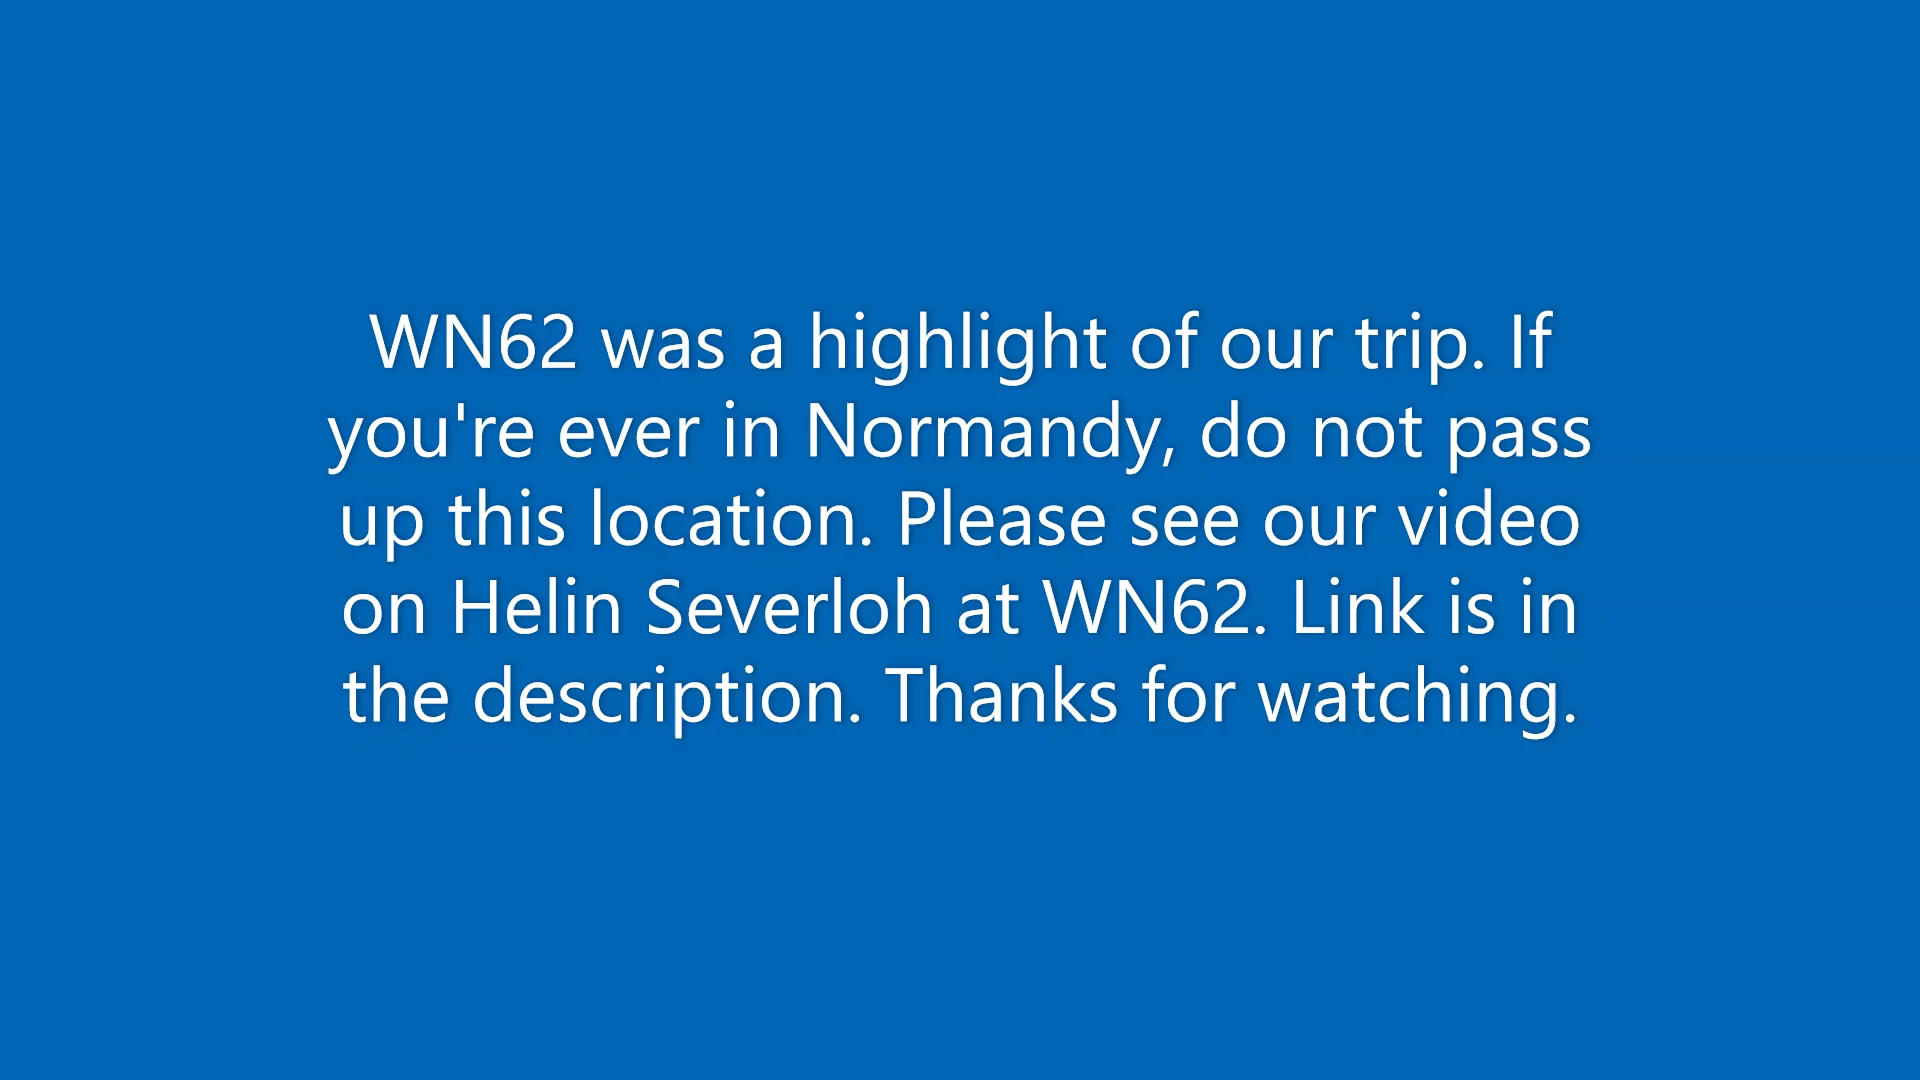 WN62 was a highlight of our trip. If
you're ever in Normandy, do not pass
up this location. Please see our video
on Helin Severloh at WN62. Link is in
the description. Thanks for watching.